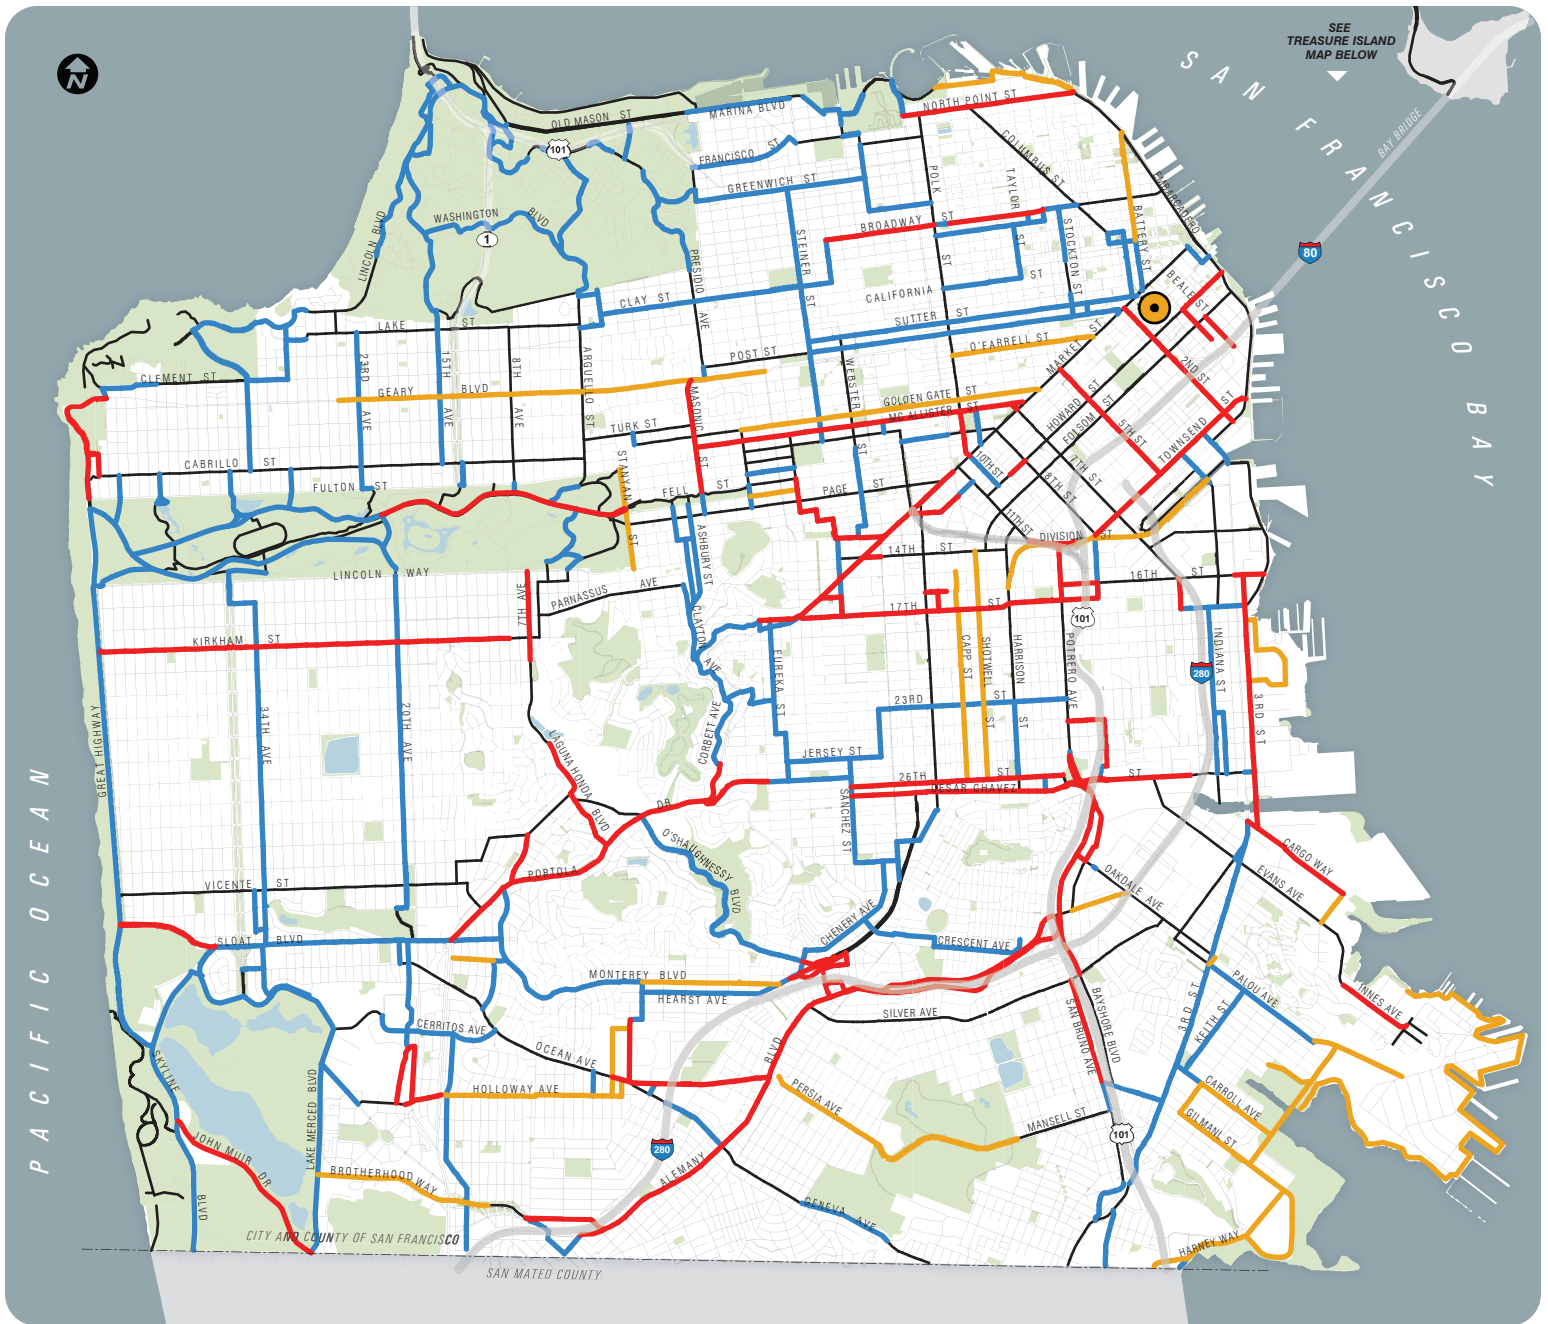 SEE
TREASURE ISLAND
MAP BELOW
N
SAN FRANCISCO BAY
BAY BRIDGE
80
PACIFIC OCEAN
OLD MASON ST
101
MARINA BLVD
NORTH POINT ST
FRANCISCO ST
COLUMBUS ST
GREENWICH ST
POLK ST
TAYLOR ST
EMBARCADERO
WASHINGTON BLVD
1
LINCOLN BLVD
BROADWAY ST
STEINER ST
STOCKTON ST
BATTERY ST
PRESIDIO AVE
CALIFORNIA ST
BEALE ST
CLAY ST
SUTTER ST
LAKE ST
O'FARRELL ST
MARKET ST
POST ST
WEBSTER ST
2ND ST
CLEMENT ST
23RD AVE
15TH AVE
8TH AVE
ARGUELLO ST
GEARY BLVD
MASONIC ST
GOLDEN GATE ST
MC ALLISTER ST
HOWARD ST
FOLSOM ST
5TH ST
TOWNSEND ST
TURK ST
CABRILLO ST
STANYAN ST
10TH ST
7TH ST
8TH ST
FULTON ST
FELL ST
PAGE ST
11TH ST
DIVISION ST
ASHBURY ST
14TH ST
LINCOLN WAY
16TH ST
PARNASSUS AVE
7TH AVE
17TH ST
CLAYTON AVE
101
KIRKHAM ST
EUREKA ST
CAPP ST
SHOTWELL ST
HARRISON ST
POTRERO AVE
INDIANA ST
280
3RD ST
23RD ST
GREAT HIGHWAY
34TH AVE
20TH AVE
CORBETT AVE
LAGUNA HONDA BLVD
JERSEY ST
26TH ST
CESAR CHAVEZ ST
SANCHEZ ST
O'SHAUGHNESSY BLVD
PORTOLA DR
CARGO WAY
EVANS AVE
OAKDALE AVE
VICENTE ST
CHENERY AVE
CRESCENT AVE
SLOAT BLVD
MONTEREY BLVD
HEARST AVE
PALOU AVE
INNES AVE
SILVER AVE
3RD ST
KEITH ST
BAYSHORE BLVD
SAN BRUNO AVE
CERRITOS AVE
OCEAN AVE
SKYLINE BLVD
LAKE MERCED BLVD
HOLLOWAY AVE
PERSIA AVE
CARROLL AVE
GILMAN ST
MANSELL ST
101
280
JOHN MUIR DR
BROTHERHOOD WAY
ALEMANY BLVD
GENEVA AVE
HARNEY WAY
CITY AND COUNTY OF SAN FRANCISCO
SAN MATEO COUNTY